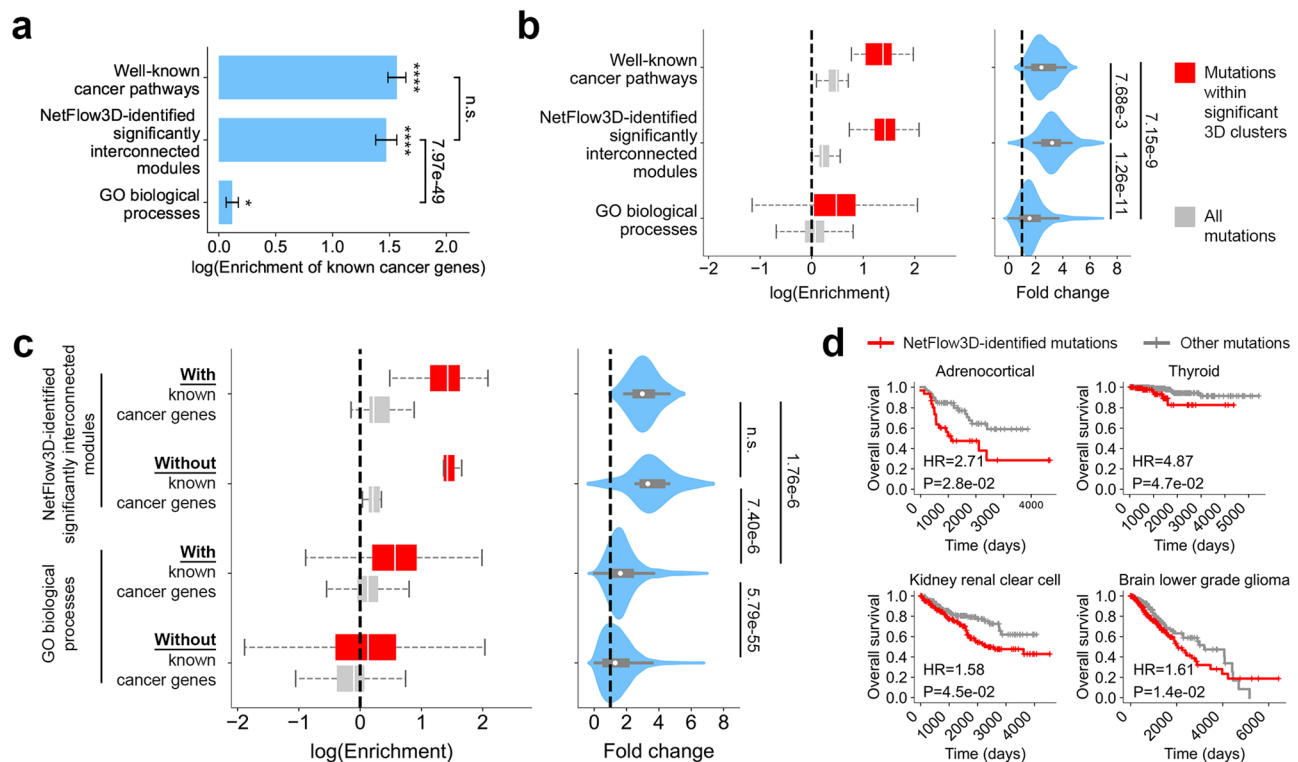 a
Well-known
cancer pathways
NetFlow3D-identified
significantly
interconnected
modules
GO biological
processes
****
****
*
n.s.
7.97e-49
0.0 0.5 1.0 1.5 2.0
log(Enrichment of known cancer genes)
b
Well-known
cancer pathways
NetFlow3D-identified
significantly
interconnected
modules
GO biological
processes
−2 −1 0 1 2
log(Enrichment)
7.68e-3
1.26e-11
7.15e-9
0 2 4 6 8
Fold change
Mutations
within
significant
3D clusters
All
mutations
c
NetFlow3D-identified
significantly interconnected
modules
With
known
cancer genes
Without
known
cancer genes
GO biological
processes
With
known
cancer genes
Without
known
cancer genes
−2 −1 0 1 2
log(Enrichment)
n.s.
7.40e-6
5.79e-55
1.76e-6
0 2 4 6
Fold change
d
NetFlow3D-identified mutations
Other mutations
Adrenocortical
Overall survival
1.0
0.8
0.6
0.4
0.2
0.0
HR=2.71
P=2.8e-02
0 1000 2000 3000 4000
Time (days)
Thyroid
Overall survival
1.0
0.8
0.6
0.4
0.2
0.0
HR=4.87
P=4.7e-02
0 1000 2000 3000 4000 5000
Time (days)
Kidney renal clear cell
Overall survival
1.0
0.8
0.6
0.4
0.2
0.0
HR=1.58
P=4.5e-02
0 1000 2000 3000 4000
Time (days)
Brain lower grade glioma
Overall survival
1.0
0.8
0.6
0.4
0.2
0.0
HR=1.61
P=1.4e-02
0 2000 4000 6000
Time (days)